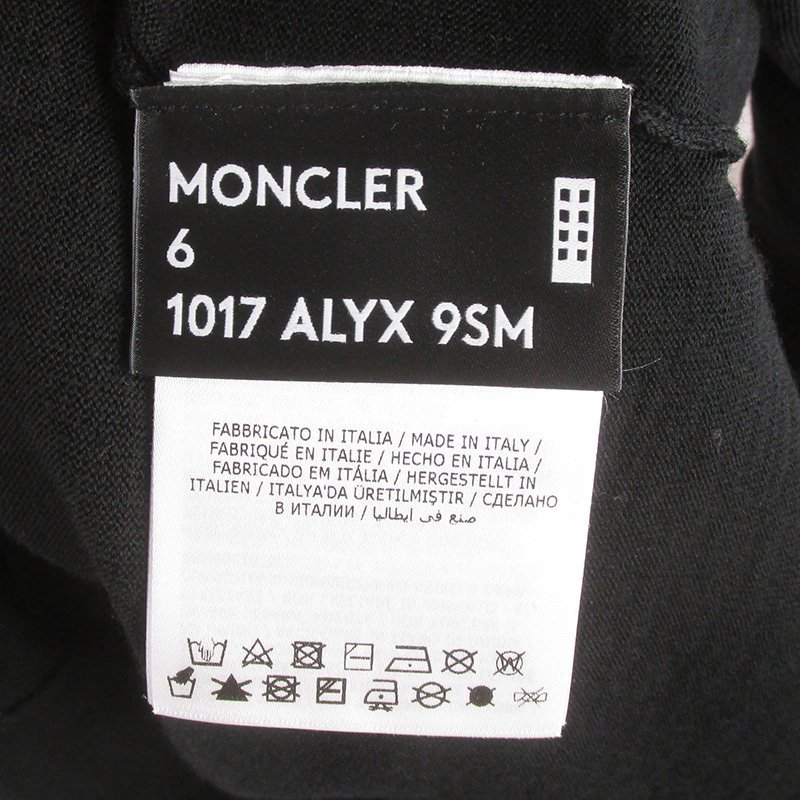 MONCLER
6
1017 ALYX 9SM
FABBRICATO IN ITALIA / MADE IN ITALY /
FABRIQUÉ EN ITALIE / HECHO EN ITALIA /
FABRICADO EM ITÁLIA / HERGESTELLT IN
ITALIEN / ITALYA'DA ÜRETILMIŞTIR / СДЕЛАНО
В ИТАЛИИ / صنع في ايطاليا